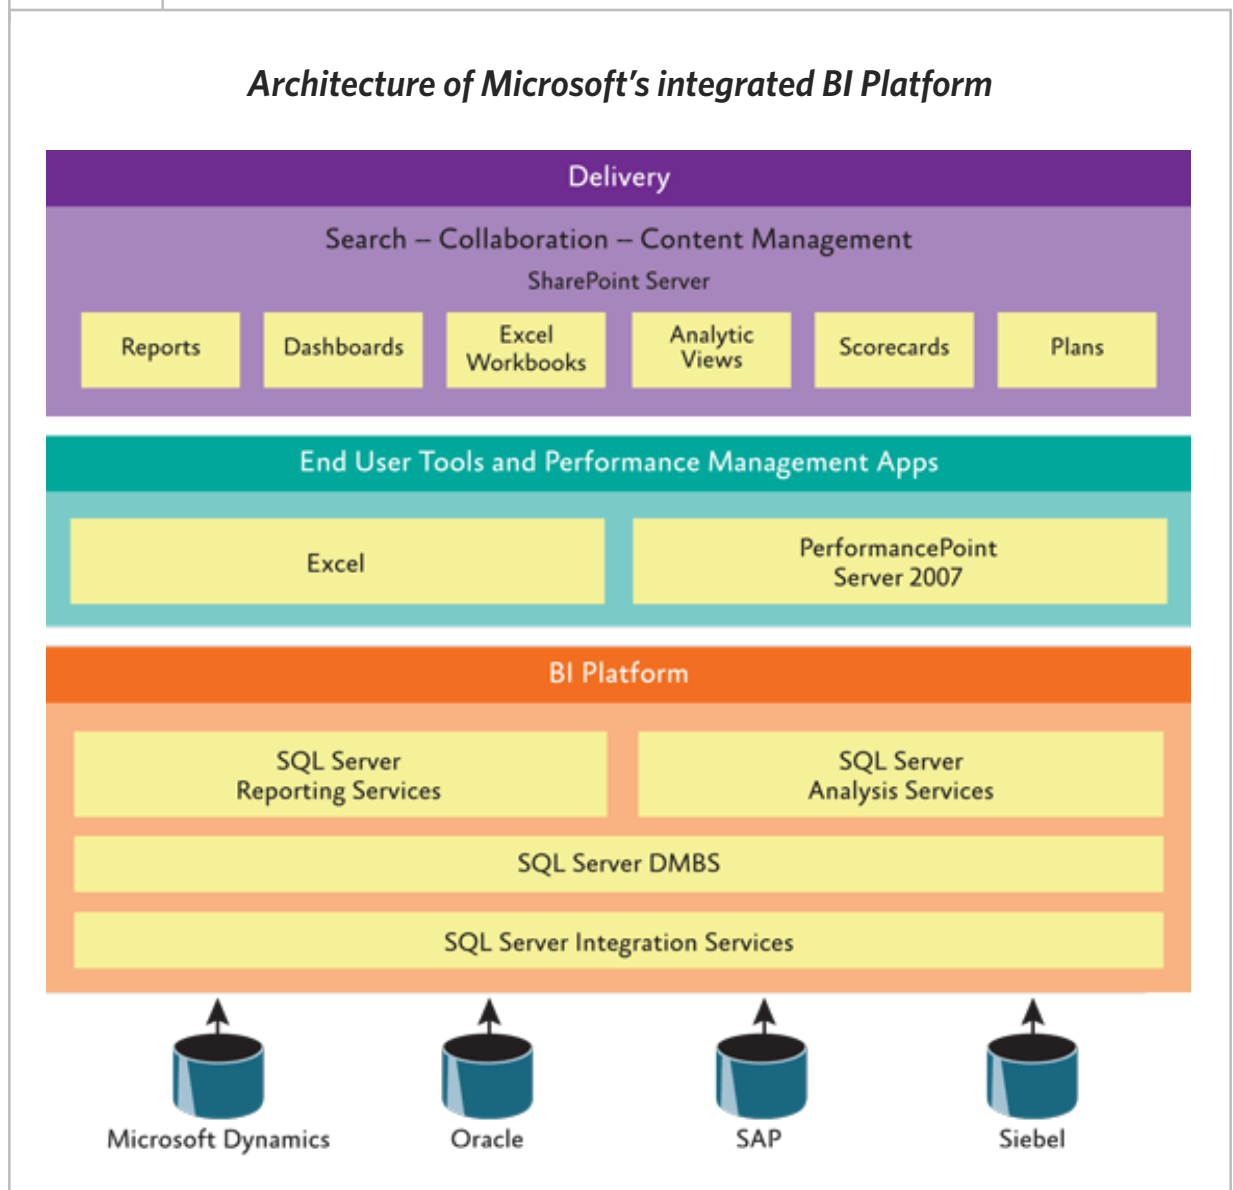 Architecture of Microsoft's integrated BI Platform
Delivery
Search – Collaboration – Content Management
SharePoint Server
Reports
Dashboards
Excel
Workbooks
Analytic
Views
Scorecards
Plans
End User Tools and Performance Management Apps
Excel
PerformancePoint
Server 2007
BI Platform
SQL Server
Reporting Services
SQL Server
Analysis Services
SQL Server DMBS
SQL Server Integration Services
Microsoft Dynamics
Oracle
SAP
Siebel